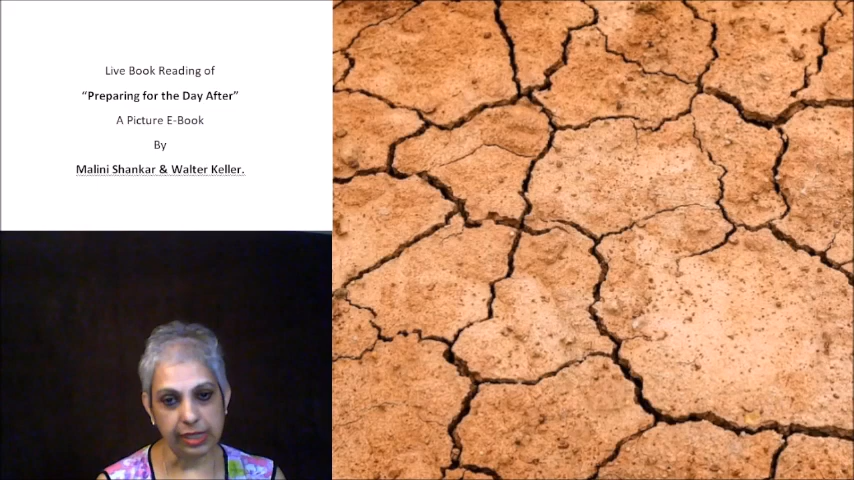 Live Book Reading of
“Preparing for the Day After”
A Picture E-Book
By
Malini Shankar & Walter Keller.